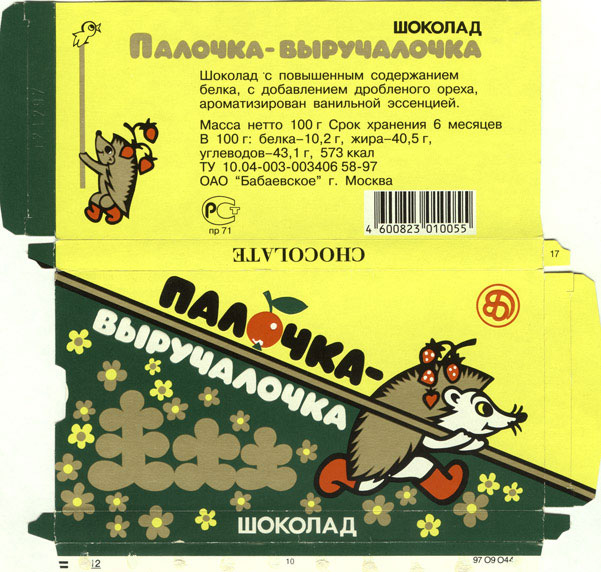 ШОКОЛАД
ПАЛОЧКА-ВЫРУЧАЛОЧКА
Шоколад с повышенным содержанием
белка, с добавлением дробленого ореха,
ароматизирован ванильной эссенцией.
Масса нетто 100 г Срок хранения 6 месяцев
В 100 г: белка–10,2 г, жира–40,5 г,
углеводов–43,1 г, 573 ккал
ТУ 10.04-003-003406 58-97
ОАО "Бабаевское" г. Москва
РСТ
пр 71
4 600823 010055
CHOCOLATE
17
ПАЛОЧКА-
ВЫРУЧАЛОЧКА
ШОКОЛАД
12
10
97 09 044